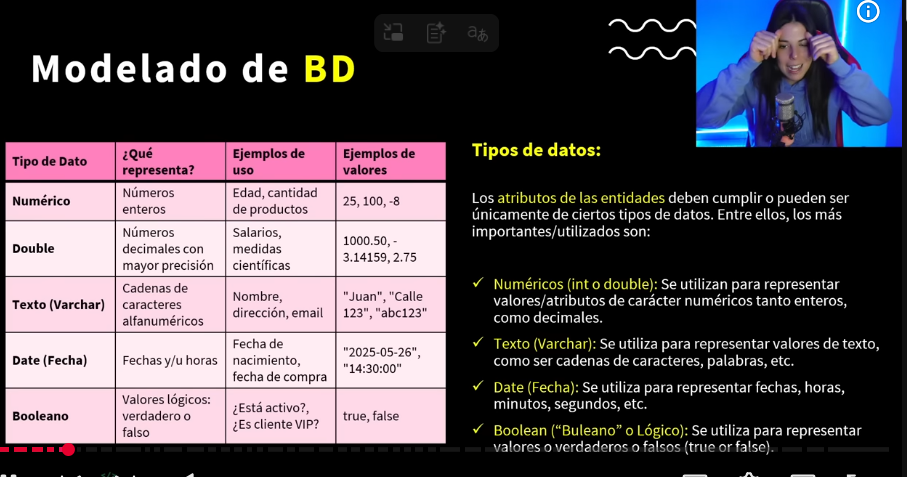 Modelado de BD
Tipo de Dato
¿Qué
representa?
Ejemplos de
uso
Ejemplos de
valores
Numérico
Números
enteros
Edad, cantidad
de productos
25, 100, -8
Double
Números
decimales con
mayor precisión
Salarios,
medidas
científicas
1000.50, -
3.14159, 2.75
Texto (Varchar)
Cadenas de
caracteres
alfanuméricos
Nombre,
dirección, email
"Juan", "Calle
123", "abc123"
Date (Fecha)
Fechas y/u horas
Fecha de
nacimiento,
fecha de compra
"2025-05-26",
"14:30:00"
Booleano
Valores lógicos:
verdadero o
falso
¿Está activo?,
¿Es cliente VIP?
true, false
Tipos de datos:
Los atributos de las entidades deben cumplir o pueden ser
únicamente de ciertos tipos de datos. Entre ellos, los más
importantes/utilizados son:
✓ Numéricos (int o double): Se utilizan para representar
valores/atributos de carácter numéricos tanto enteros,
como decimales.
✓ Texto (Varchar): Se utiliza para representar valores de texto,
como ser cadenas de caracteres, palabras, etc.
✓ Date (Fecha): Se utiliza para representar fechas, horas,
minutos, segundos, etc.
✓ Boolean (“Buleano” o Lógico): Se utiliza para representar
valores o verdaderos o falsos (true or false).